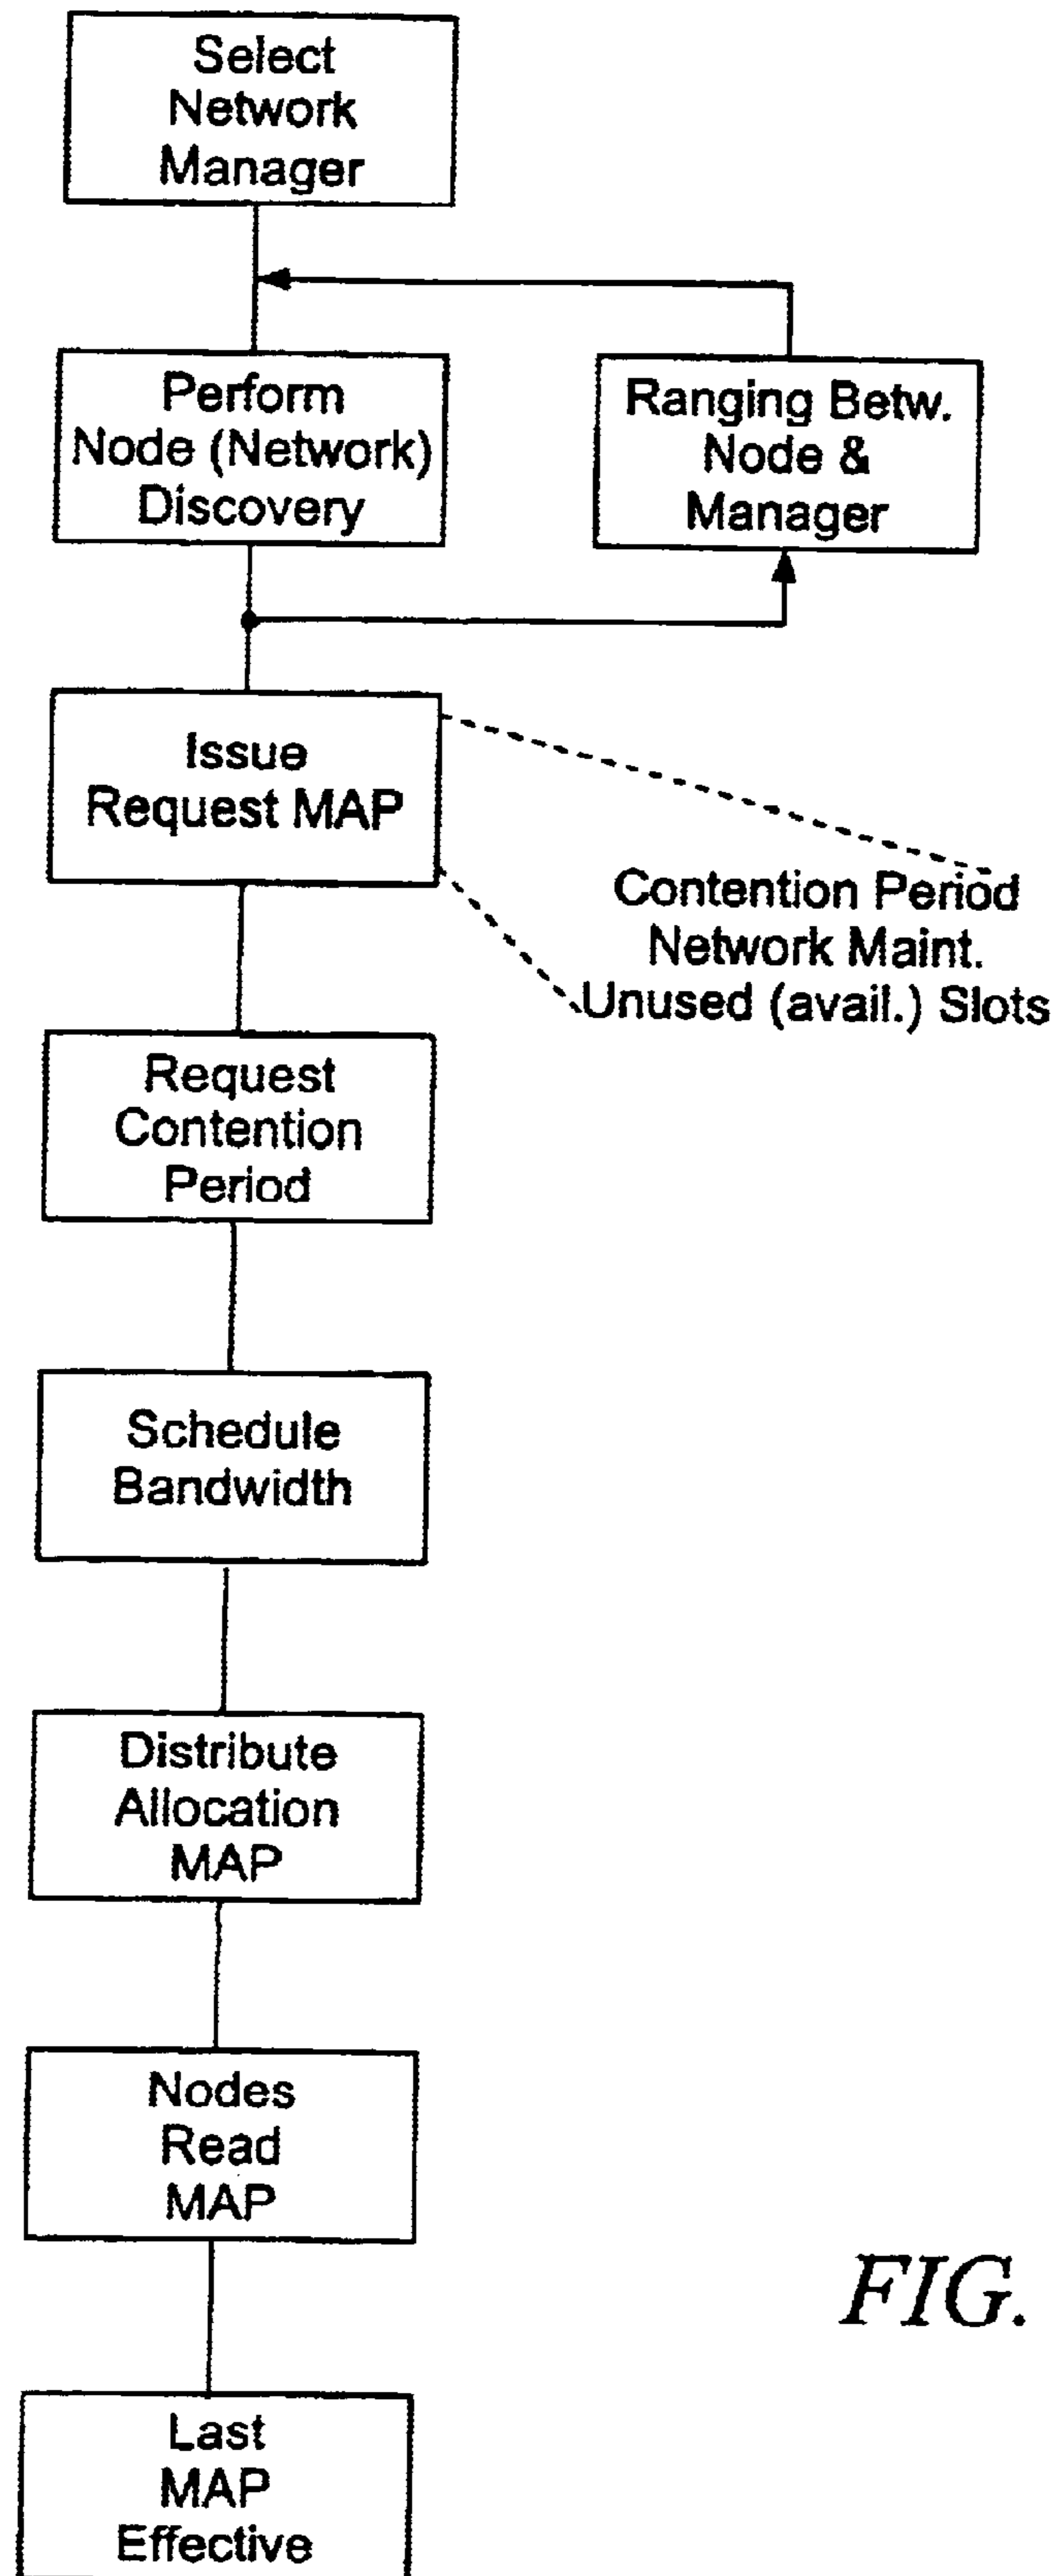 Select
Network
Manager
Perform
Node (Network)
Discovery
Ranging Betw.
Node &
Manager
Issue
Request MAP
Contention Period
Network Maint.
Unused (avail.) Slots
Request
Contention
Period
Schedule
Bandwidth
Distribute
Allocation
MAP
Nodes
Read
MAP
FIG.
Last
MAP
Effective